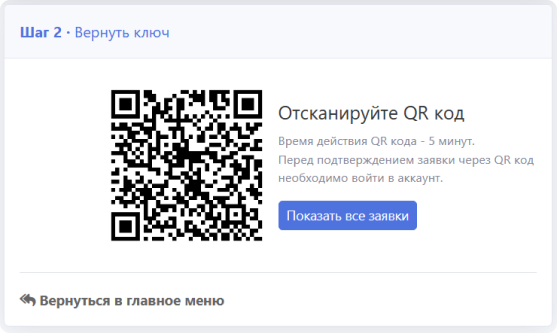 Шаг 2 · Вернуть ключ
Отсканируйте QR код
Время действия QR кода - 5 минут.
Перед подтверждением заявки через QR код
необходимо войти в аккаунт.
Показать все заявки
Вернуться в главное меню